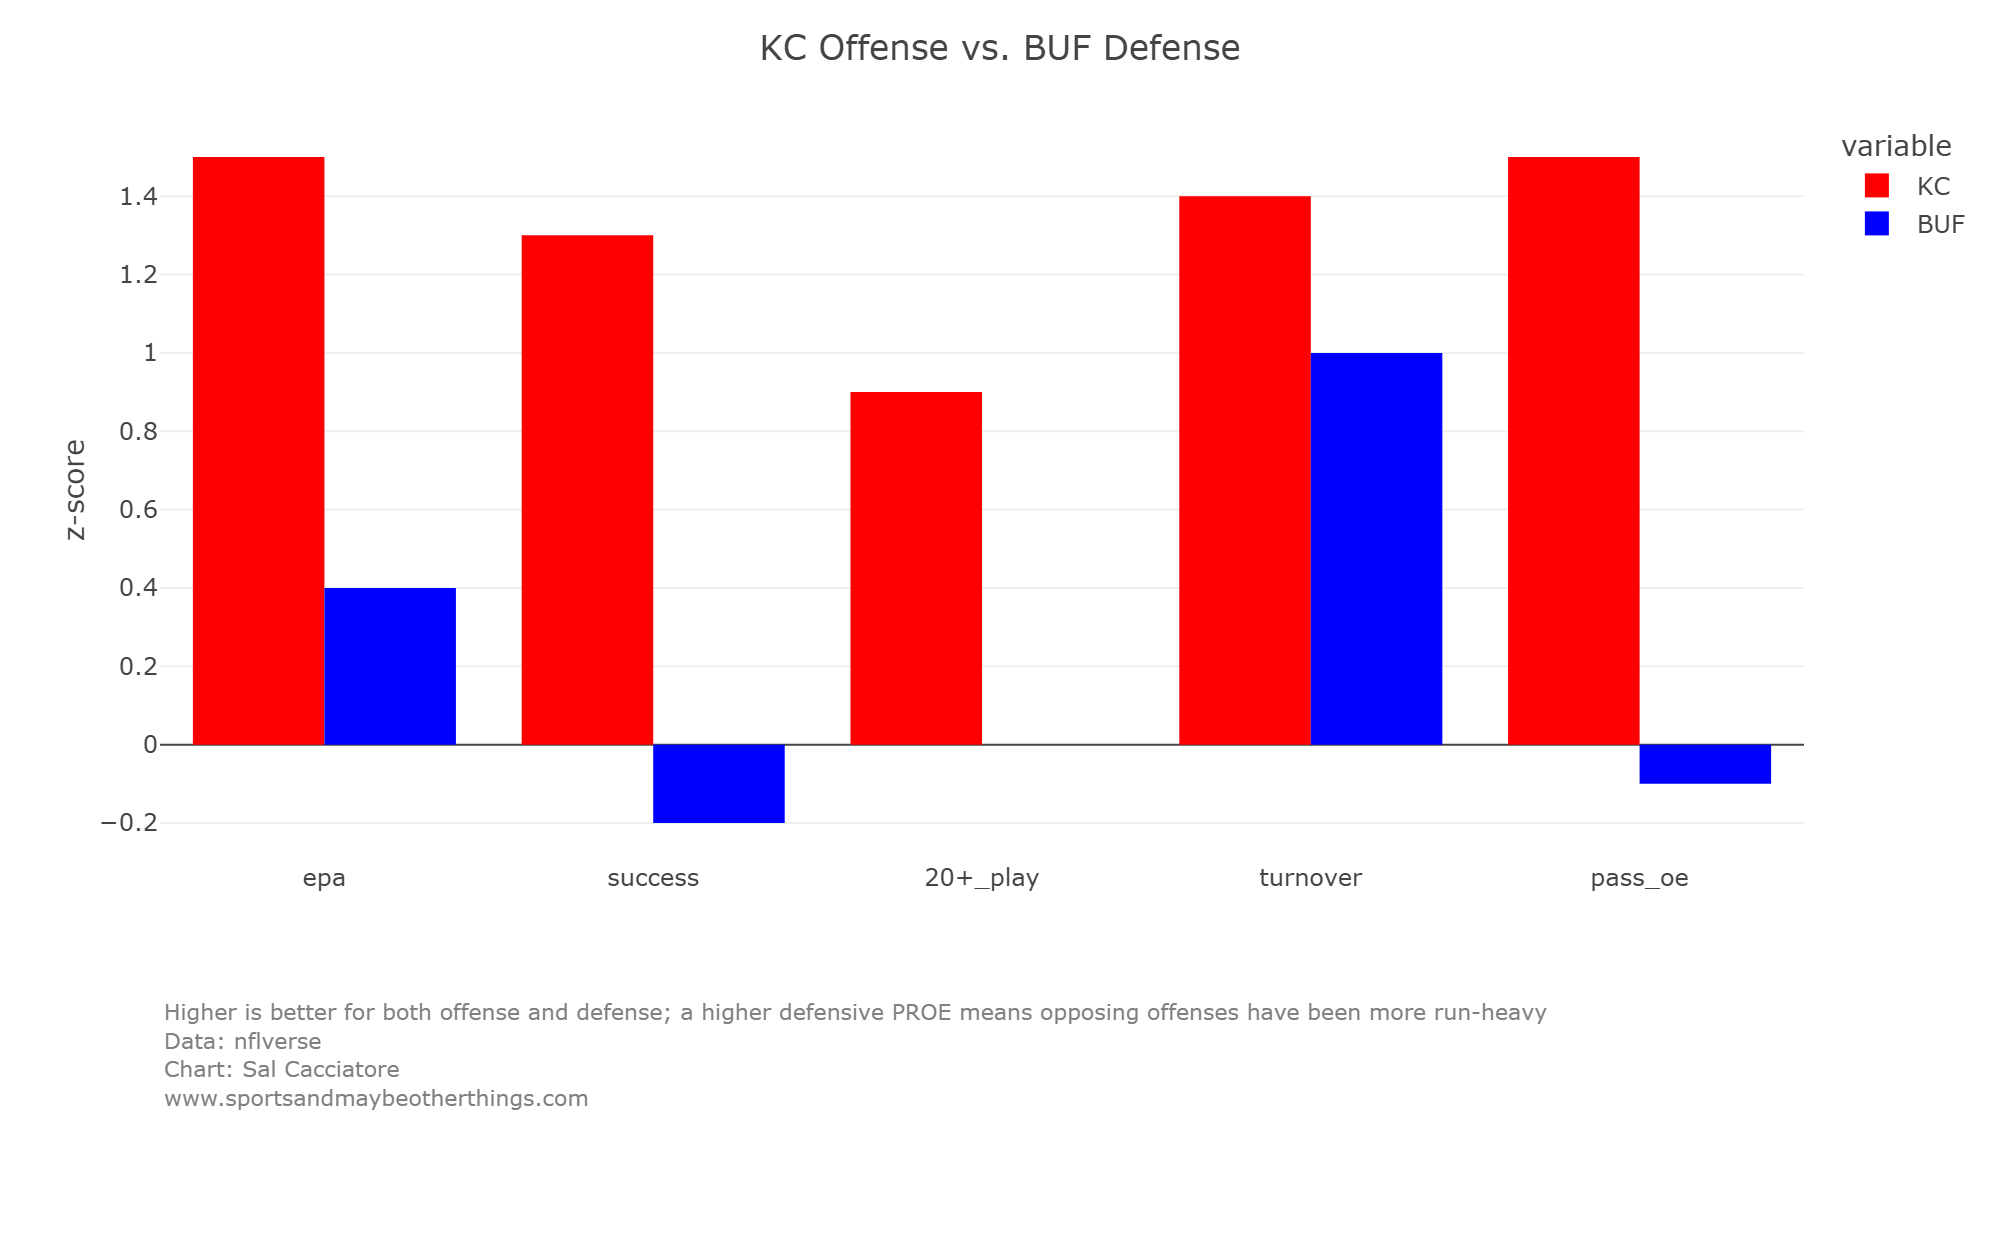 KC Offense vs. BUF Defense
variable
KC
BUF
z-score
1.4
1.2
1
0.8
0.6
0.4
0.2
0
−0.2
epa
success
20+_play
turnover
pass_oe
Higher is better for both offense and defense; a higher defensive PROE means opposing offenses have been more run-heavy
Data: nflverse
Chart: Sal Cacciatore
www.sportsandmaybeotherthings.com